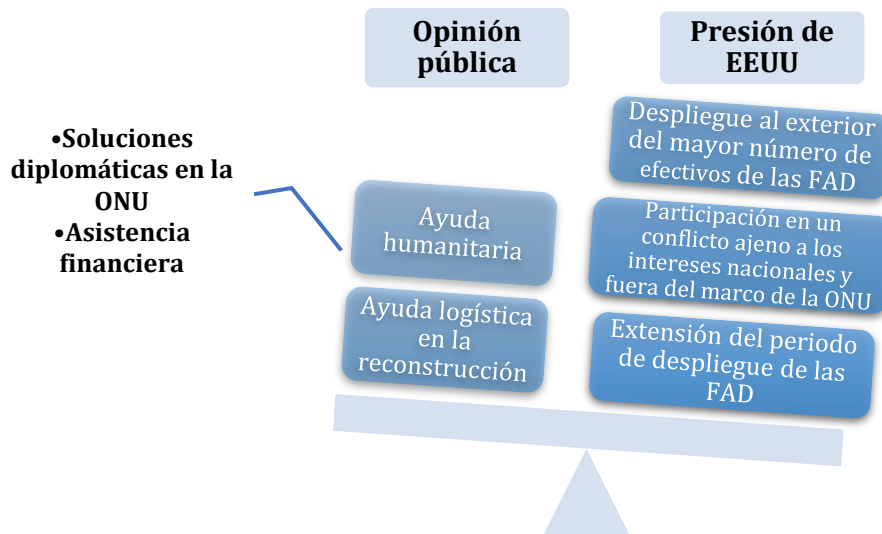 Opinión
pública
Presión de
EEUU
•Soluciones
diplomáticas en la
ONU
•Asistencia
financiera
Ayuda
humanitaria
Ayuda logística
en la
reconstrucción
Despliegue al exterior
del mayor número de
efectivos de las FAD
Participación en un
conflicto ajeno a los
intereses nacionales y
fuera del marco de la ONU
Extensión del periodo
de despliegue de las
FAD